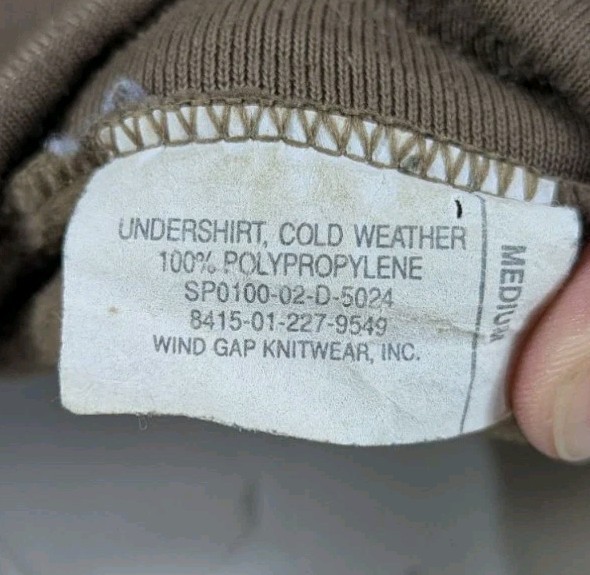 UNDERSHIRT, COLD WEATHER
100% POLYPROPYLENE
SP0100-02-D-5024
8415-01-227-9549
WIND GAP KNITWEAR, INC.
MEDIUM